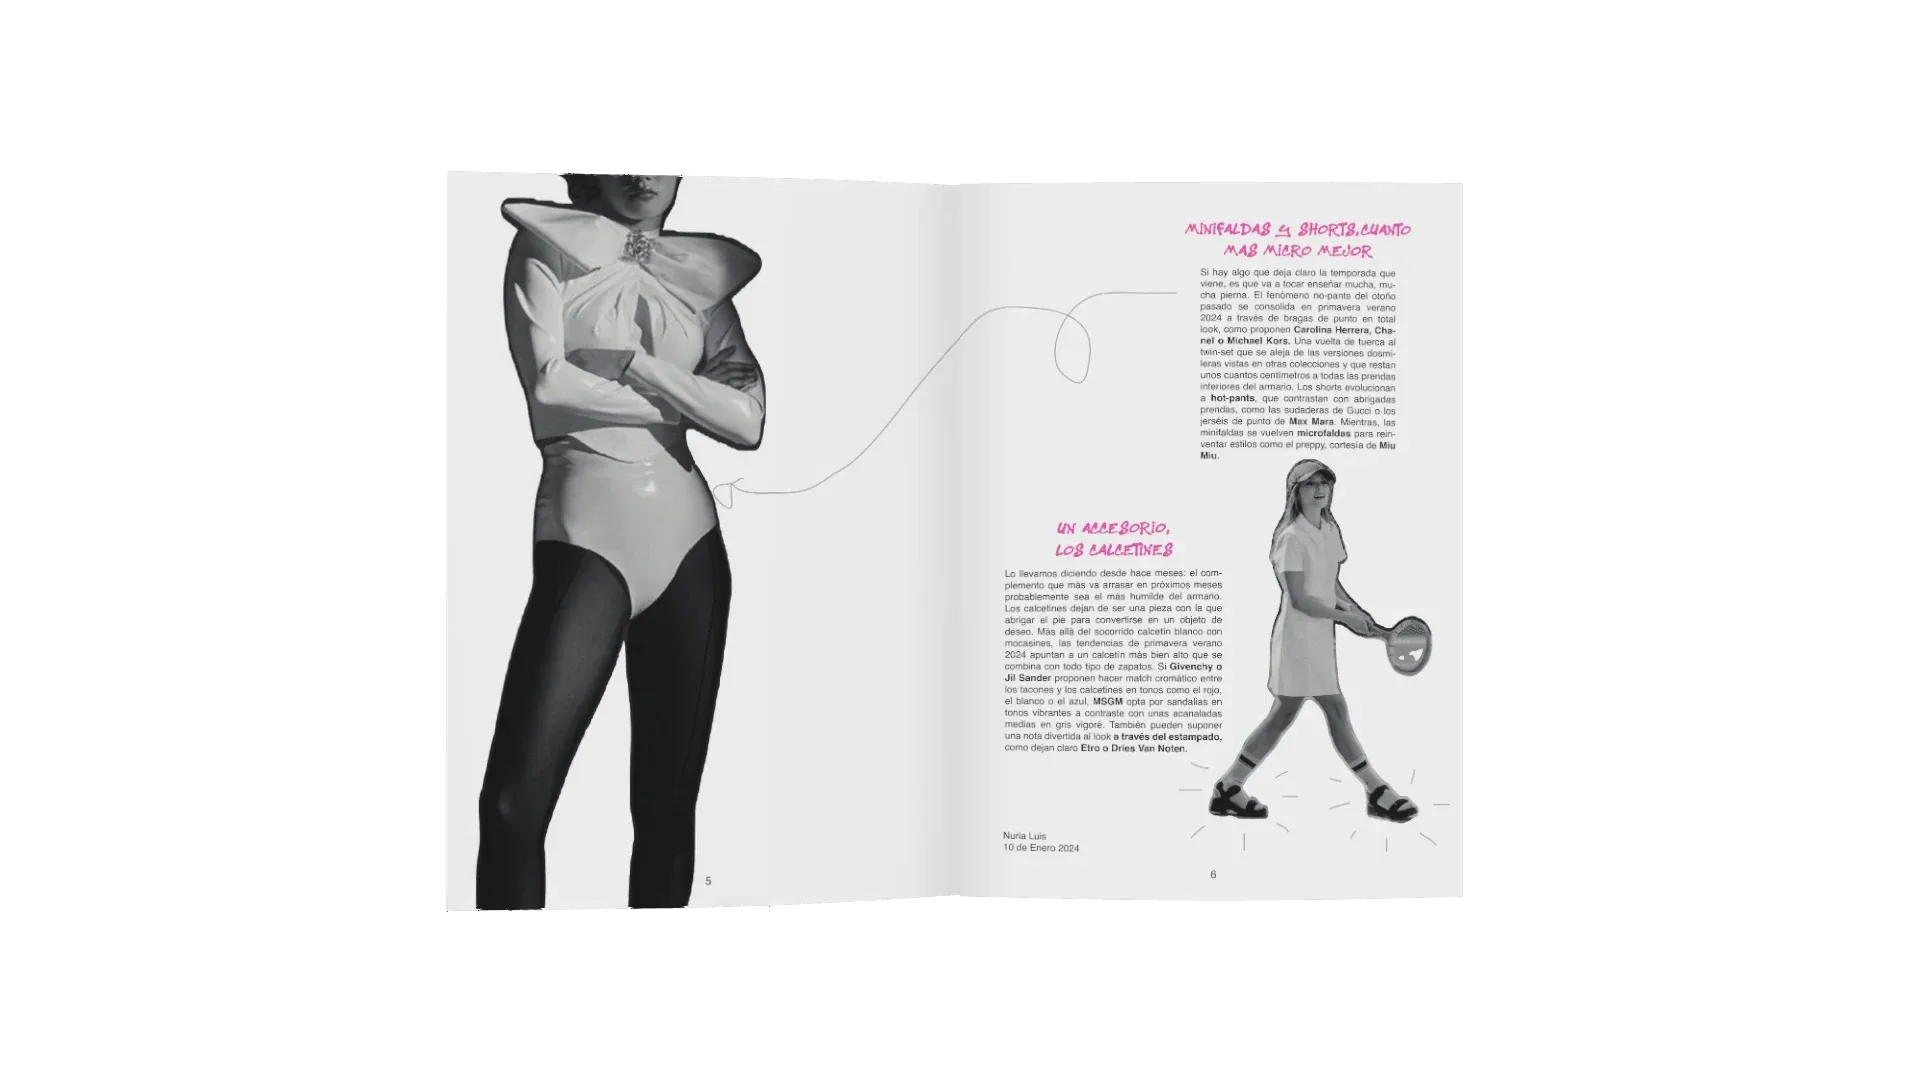 MINIFALDAS Y SHORTS,CUANTO
MAS MICRO MEJOR
Si hay algo que deja claro la temporada que
viene, es que va a tocar enseñar mucha, mu-
cha pierna. El fenómeno no-pants del otoño
pasado se consolida en primavera verano
2024 a través de bragas de punto en total
look, como proponen Carolina Herrera, Cha-
nel o Michael Kors. Una vuelta de tuerca al
twin-set que se aleja de las versiones dosmi-
leras vistas en otras colecciones y que restan
unos cuantos centímetros a todas las prendas
inferiores del armario. Los shorts evolucionan
a hot-pants, que contrastan con abrigadas
prendas, como las sudaderas de Gucci o los
jerséis de punto de Max Mara. Mientras, las
minifaldas se vuelven microfaldas para rein-
ventar estilos como el preppy, cortesía de Miu
Miu.
UN ACCESORIO,
LOS CALCETINES
Lo llevamos diciendo desde hace meses: el com-
plemento que más va arrasar en próximos meses
probablemente sea el más humilde del armario.
Los calcetines dejan de ser una pieza con la que
abrigar el pie para convertirse en un objeto de
deseo. Más allá del socorrido calcetín blanco con
mocasines, las tendencias de primavera verano
2024 apuntan a un calcetín más bien alto que se
combina con todo tipo de zapatos. Si Givenchy o
Jil Sander proponen hacer match cromático entre
los tacones y los calcetines en tonos como el rojo,
el blanco o el azul, MSGM opta por sandalias en
tonos vibrantes a contraste con unas acanaladas
medias en gris vigoré. También pueden suponer
una nota divertida al look a través del estampado,
como dejan claro Etro o Dries Van Noten.
Nuria Luis
10 de Enero 2024
5
6